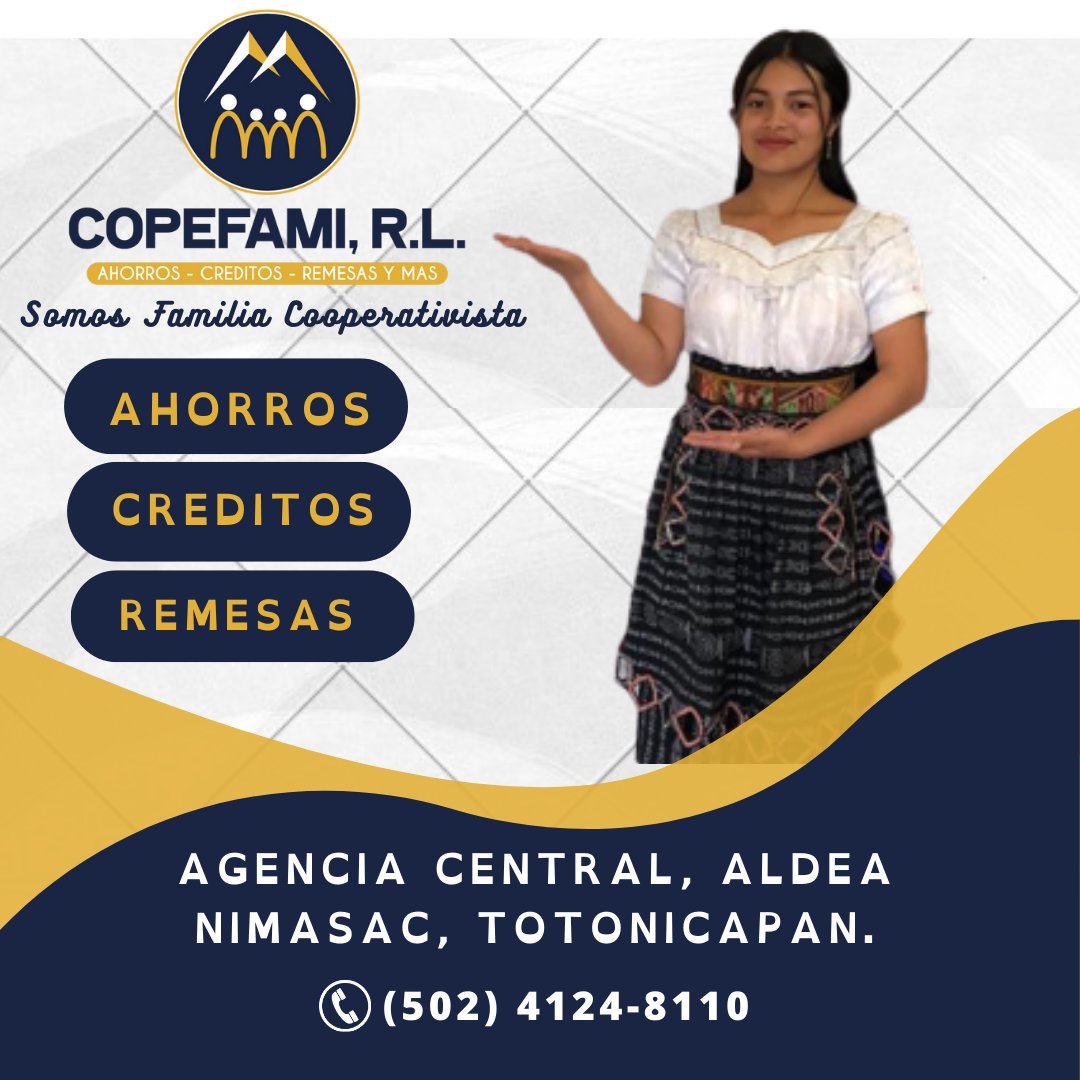 COPEFAMI, R.L.
AHORROS - CREDITOS - REMESAS Y MAS
Somos Familia Cooperativista
AHORROS
CREDITOS
REMESAS
AGENCIA CENTRAL, ALDEA
NIMASAC, TOTONICAPAN.
(502) 4124-8110